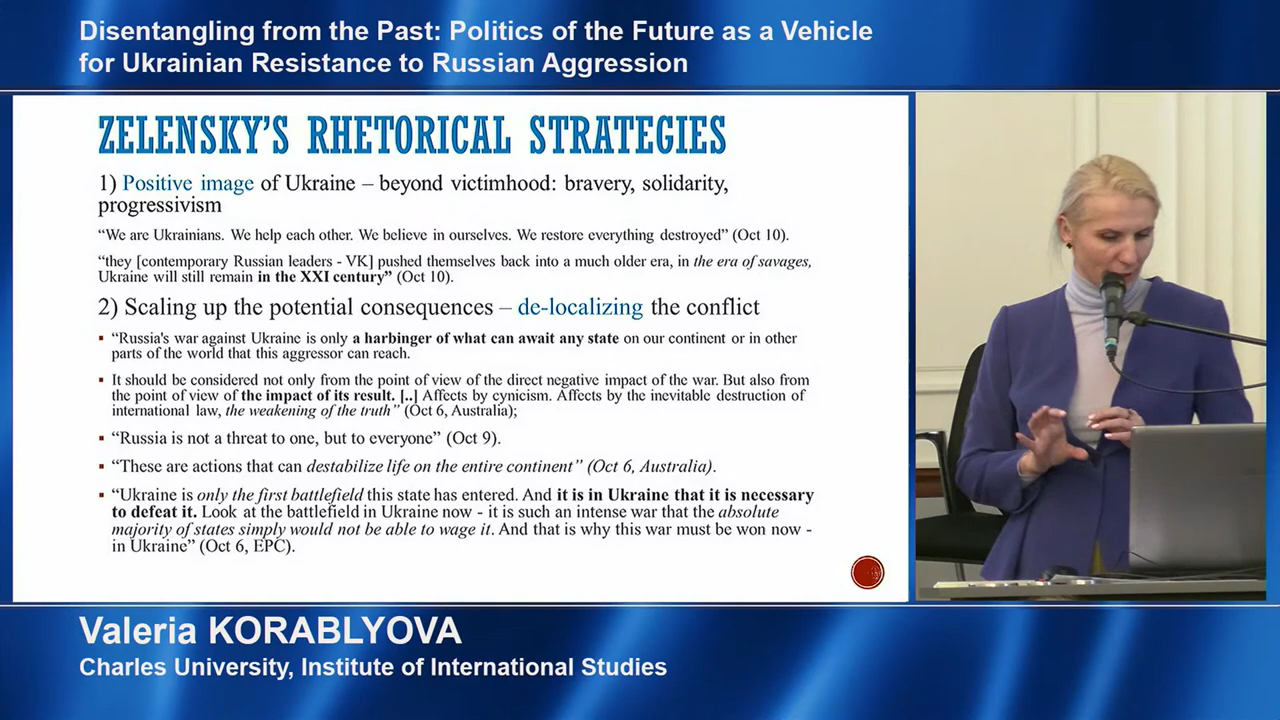 Disentangling from the Past: Politics of the Future as a Vehicle
for Ukrainian Resistance to Russian Aggression
ZELENSKY'S RHETORICAL STRATEGIES
1) Positive image of Ukraine – beyond victimhood: bravery, solidarity,
progressivism
“We are Ukrainians. We help each other. We believe in ourselves. We restore everything destroyed” (Oct 10).
“they [contemporary Russian leaders - VK] pushed themselves back into a much older era, in the era of savages,
Ukraine will still remain in the XXI century” (Oct 10).
2) Scaling up the potential consequences – de-localizing the conflict
▪ “Russia's war against Ukraine is only a harbinger of what can await any state on our continent or in other
parts of the world that this aggressor can reach.
▪ It should be considered not only from the point of view of the direct negative impact of the war. But also from
the point of view of the impact of its result. [..] Affects by cynicism. Affects by the inevitable destruction of
international law, the weakening of the truth” (Oct 6, Australia);
▪ “Russia is not a threat to one, but to everyone” (Oct 9).
▪ “These are actions that can destabilize life on the entire continent” (Oct 6, Australia).
▪ “Ukraine is only the first battlefield this state has entered. And it is in Ukraine that it is necessary
to defeat it. Look at the battlefield in Ukraine now - it is such an intense war that the absolute
majority of states simply would not be able to wage it. And that is why this war must be won now -
in Ukraine” (Oct 6, EPC).
Valeria KORABLYOVA
Charles University, Institute of International Studies